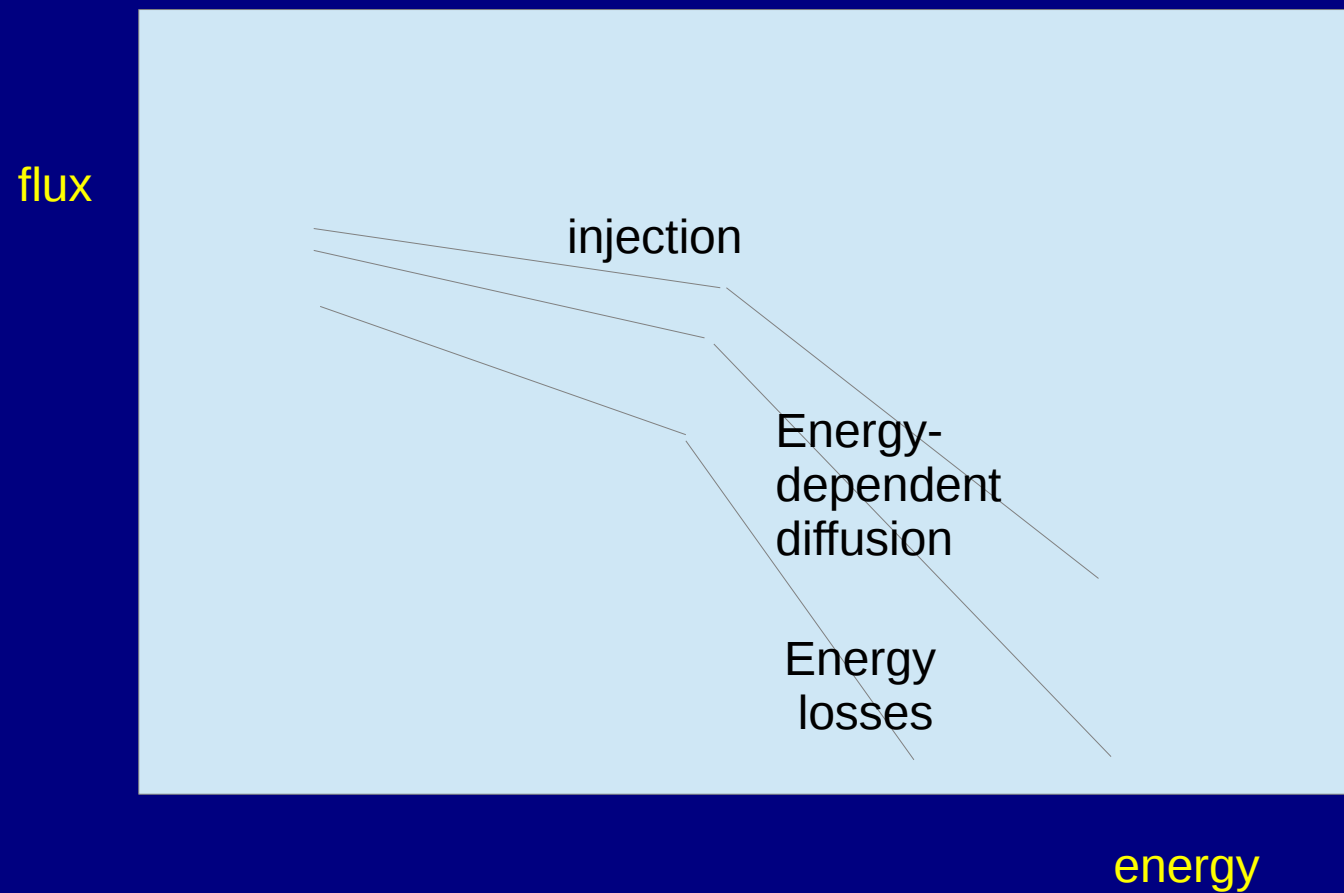 flux
injection
Energy-
dependent
diffusion
Energy
losses
energy